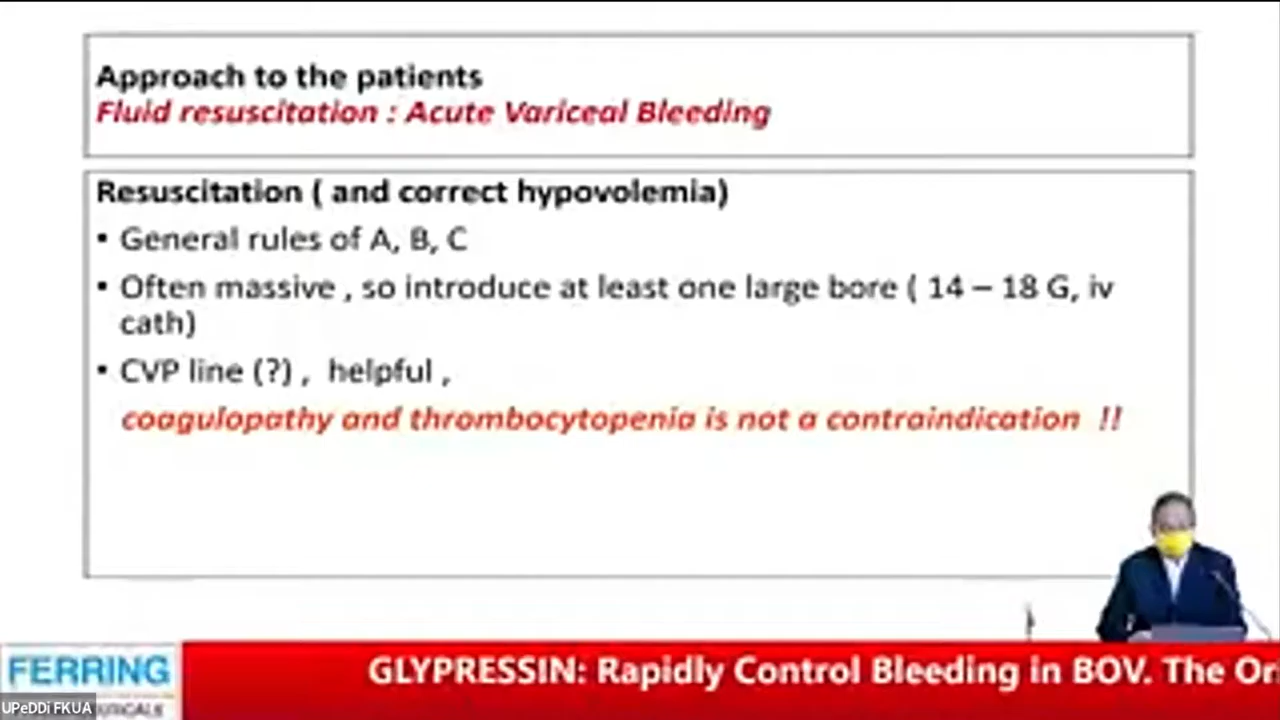 Approach to the patients
Fluid resuscitation : Acute Variceal Bleeding
Resuscitation ( and correct hypovolemia)
• General rules of A, B, C
• Often massive , so introduce at least one large bore ( 14 – 18 G, iv
cath)
• CVP line (?) , helpful ,
coagulopathy and thrombocytopenia is not a contraindication !!
FERRING
GLYPRESSIN: Rapidly Control Bleeding in BOV. The
UPeDDi FKUA